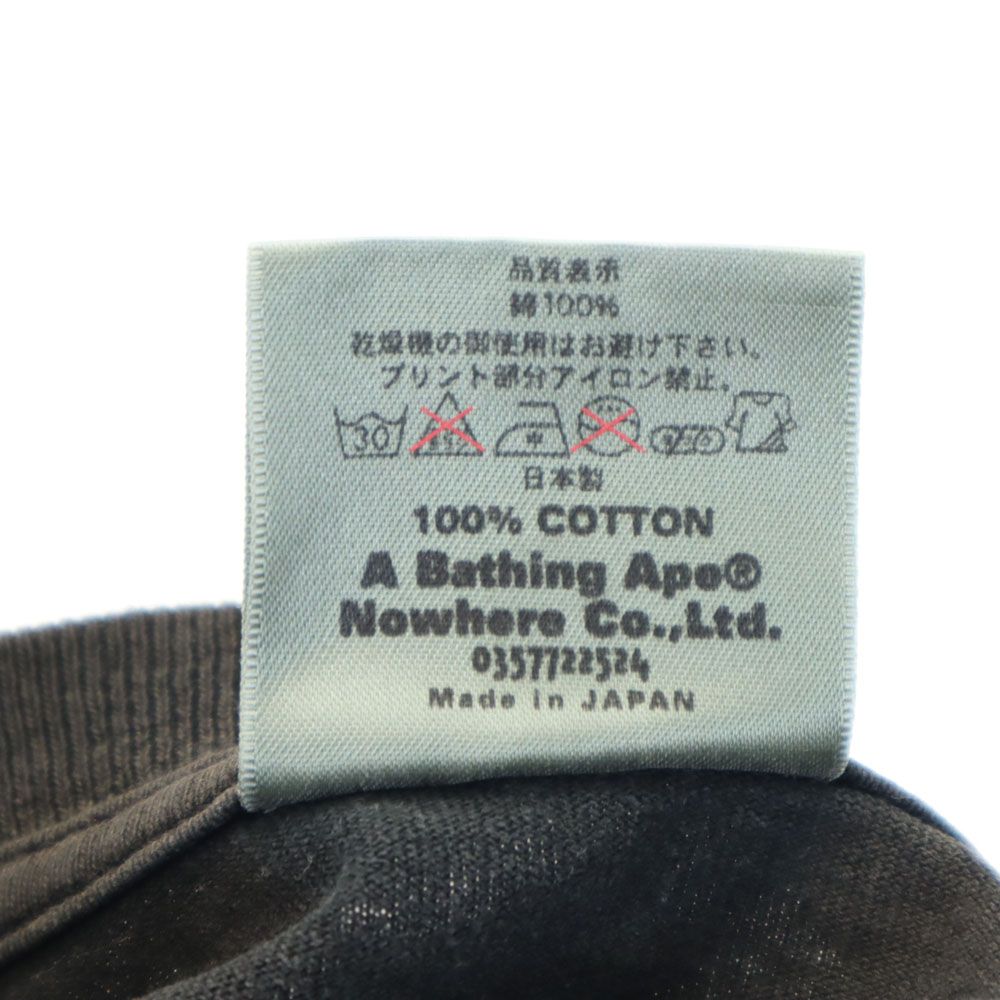 品質表示
綿100%
乾燥機の御使用はお避け下さい。
プリント部分アイロン禁止。
30 中
日本製
100% COTTON
A Bathing Ape®
Nowhere Co.,Ltd.
0357722524
Made in JAPAN